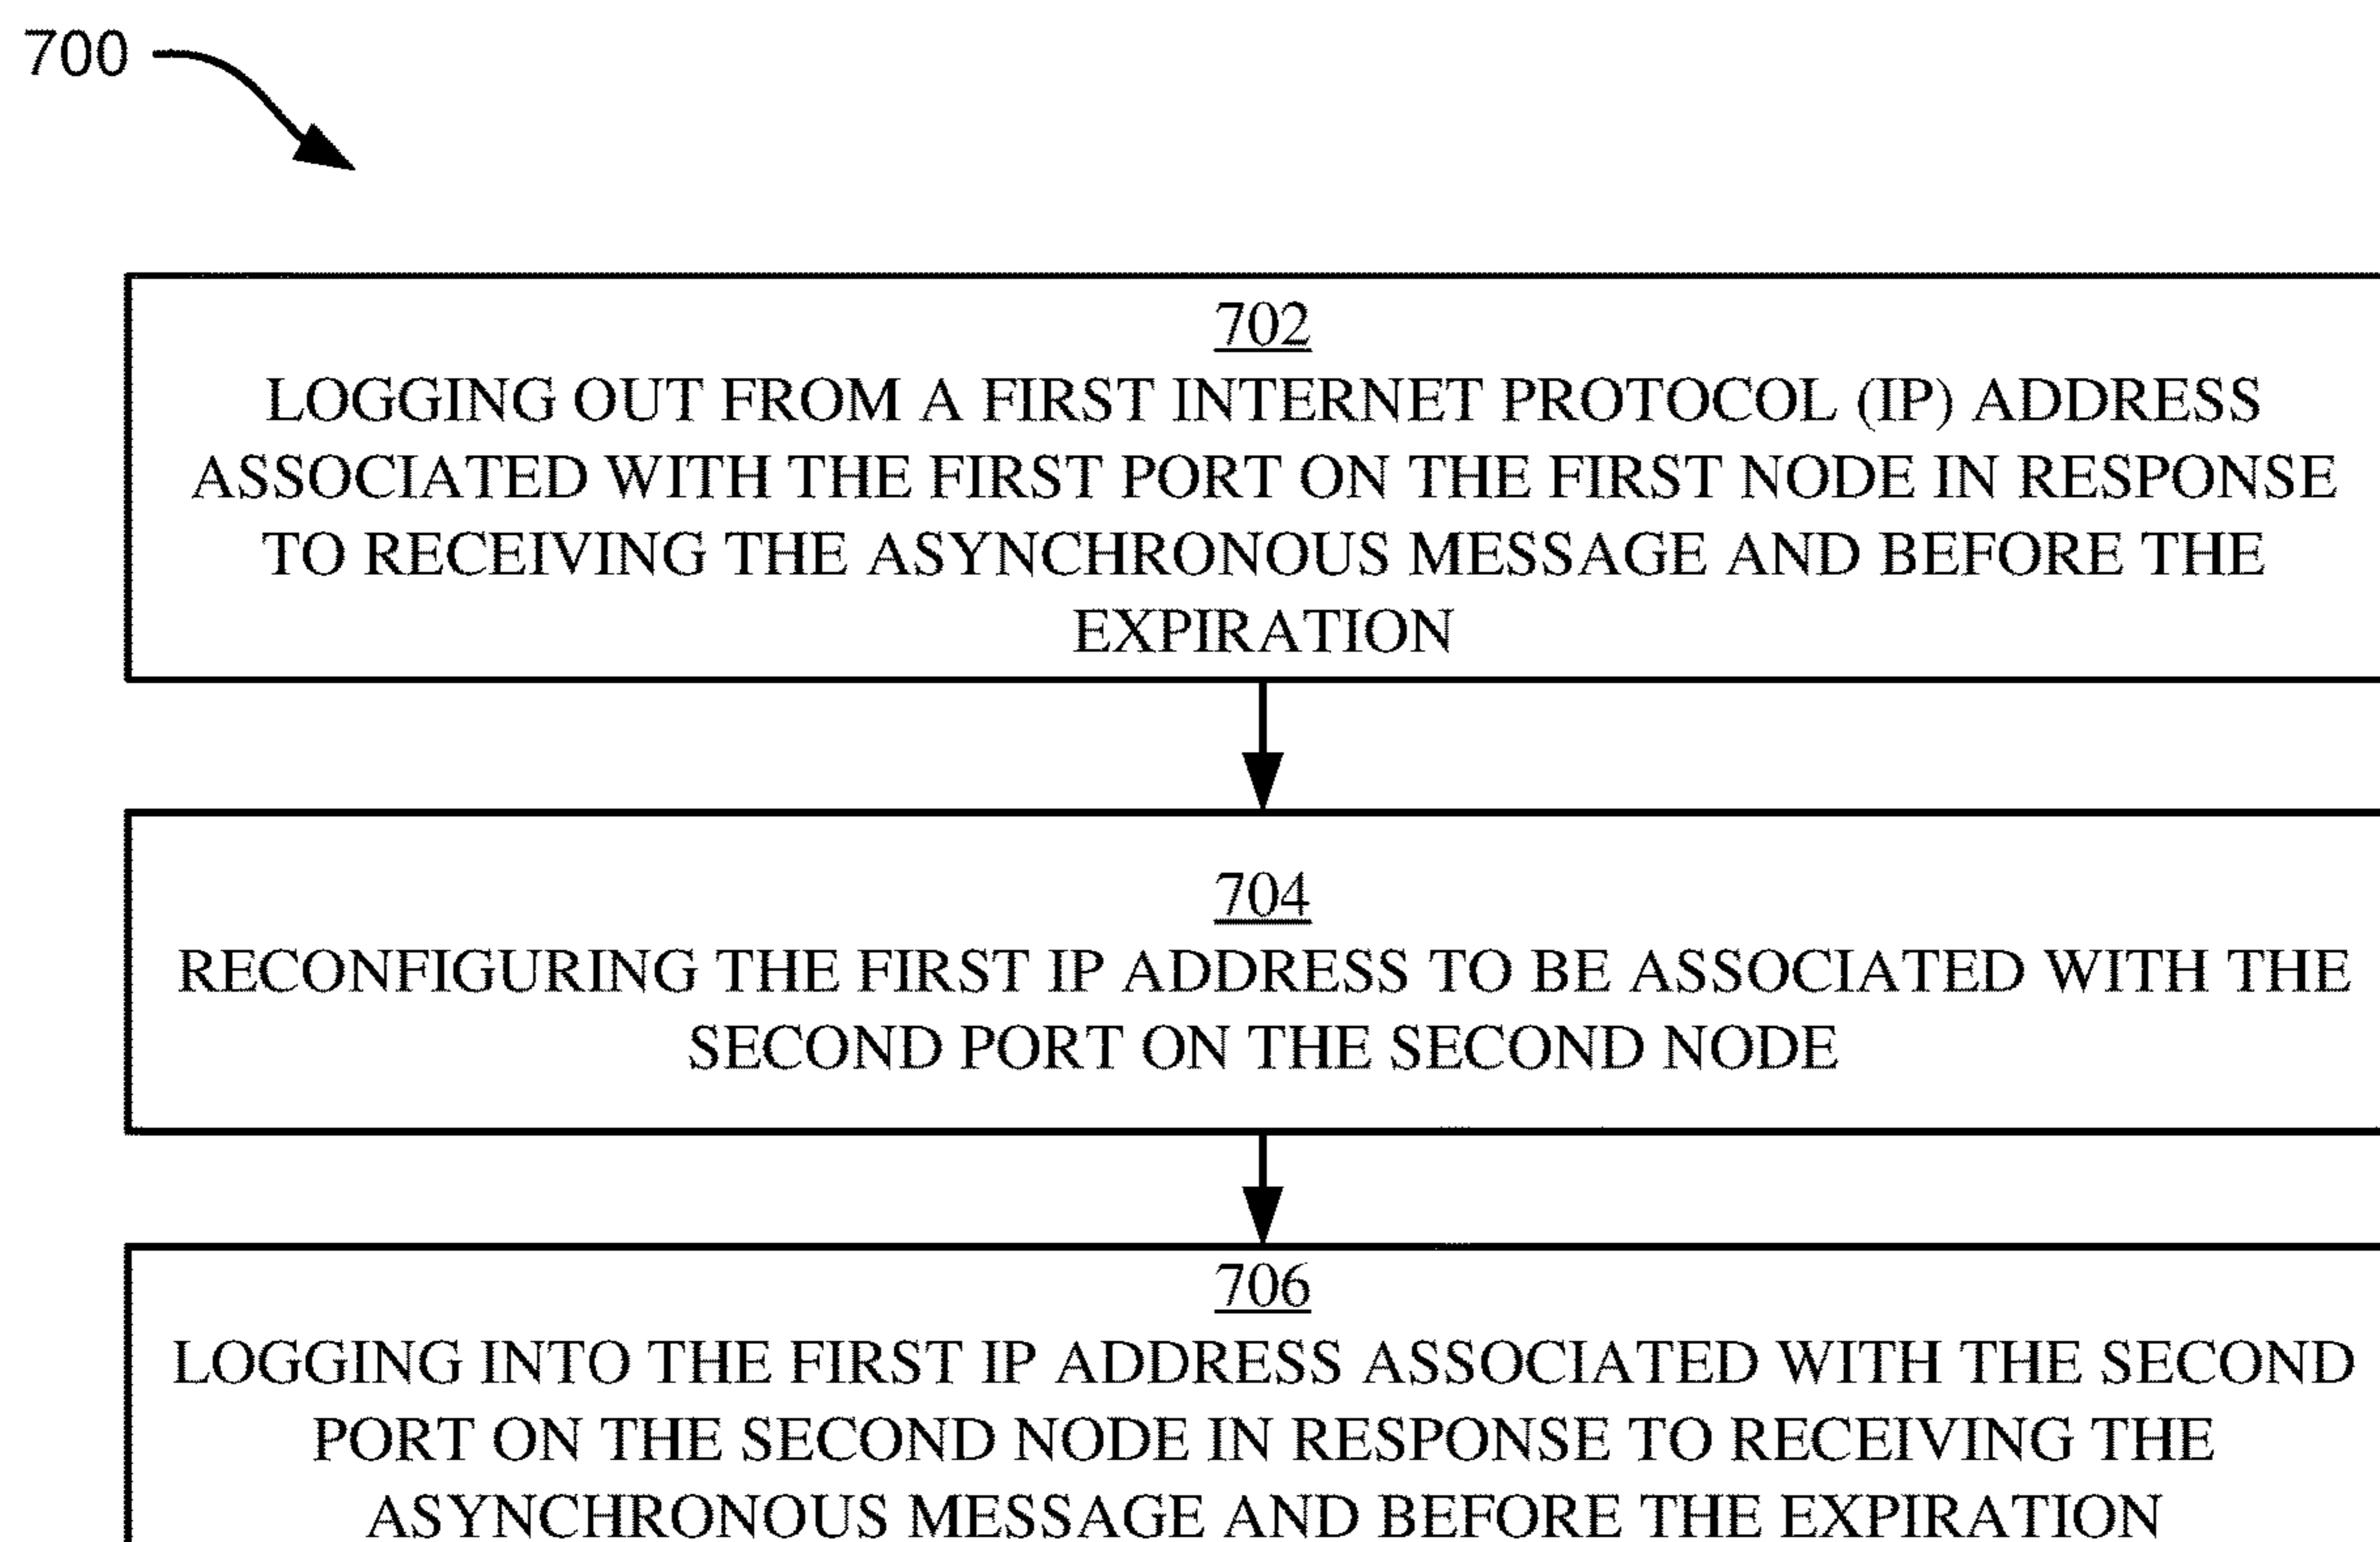 700
702
LOGGING OUT FROM A FIRST INTERNET PROTOCOL (IP) ADDRESS
ASSOCIATED WITH THE FIRST PORT ON THE FIRST NODE IN RESPONSE
TO RECEIVING THE ASYNCHRONOUS MESSAGE AND BEFORE THE
EXPIRATION
704
RECONFIGURING THE FIRST IP ADDRESS TO BE ASSOCIATED WITH THE
SECOND PORT ON THE SECOND NODE
706
LOGGING INTO THE FIRST IP ADDRESS ASSOCIATED WITH THE SECOND
PORT ON THE SECOND NODE IN RESPONSE TO RECEIVING THE
ASYNCHRONOUS MESSAGE AND BEFORE THE EXPIRATION